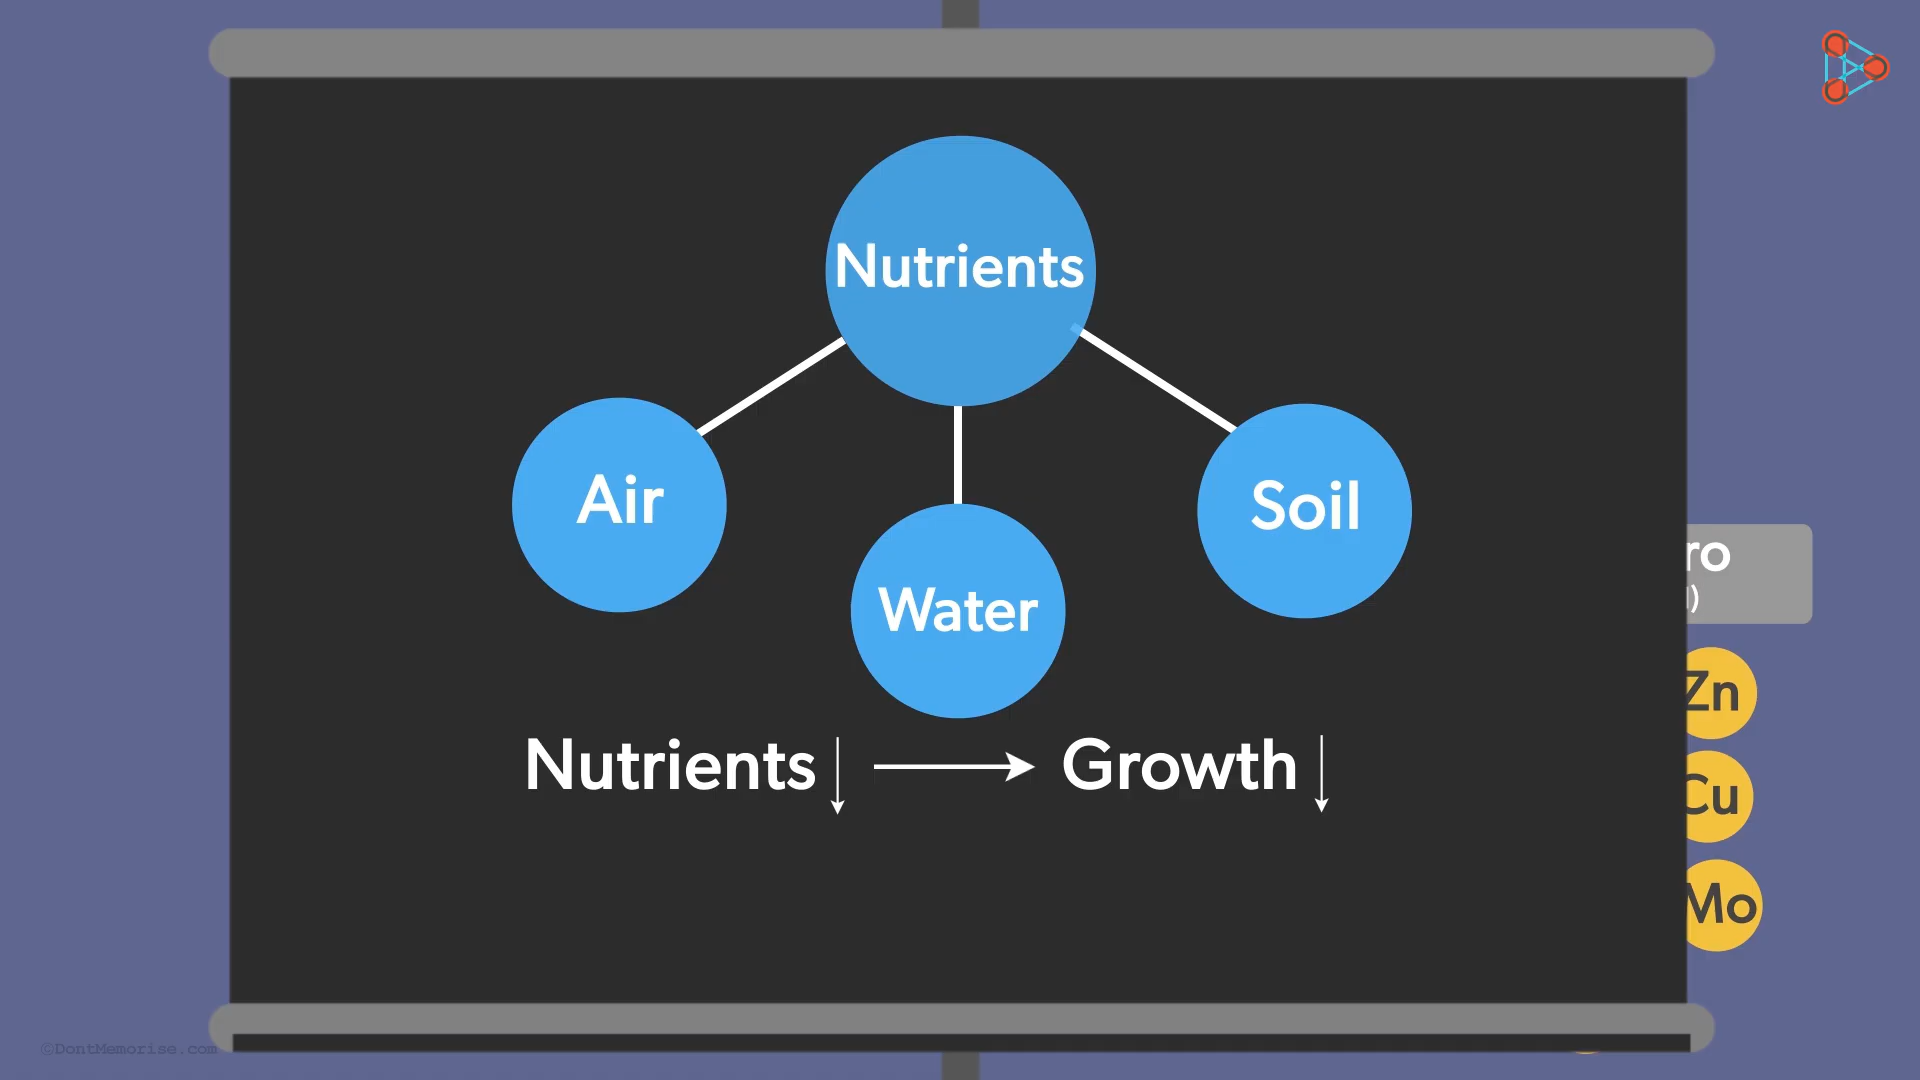 Nutrients
Air
Soil
Water
Nutrients
Growth
ro
)
Zn
Cu
Mo
©DontMemorise.com